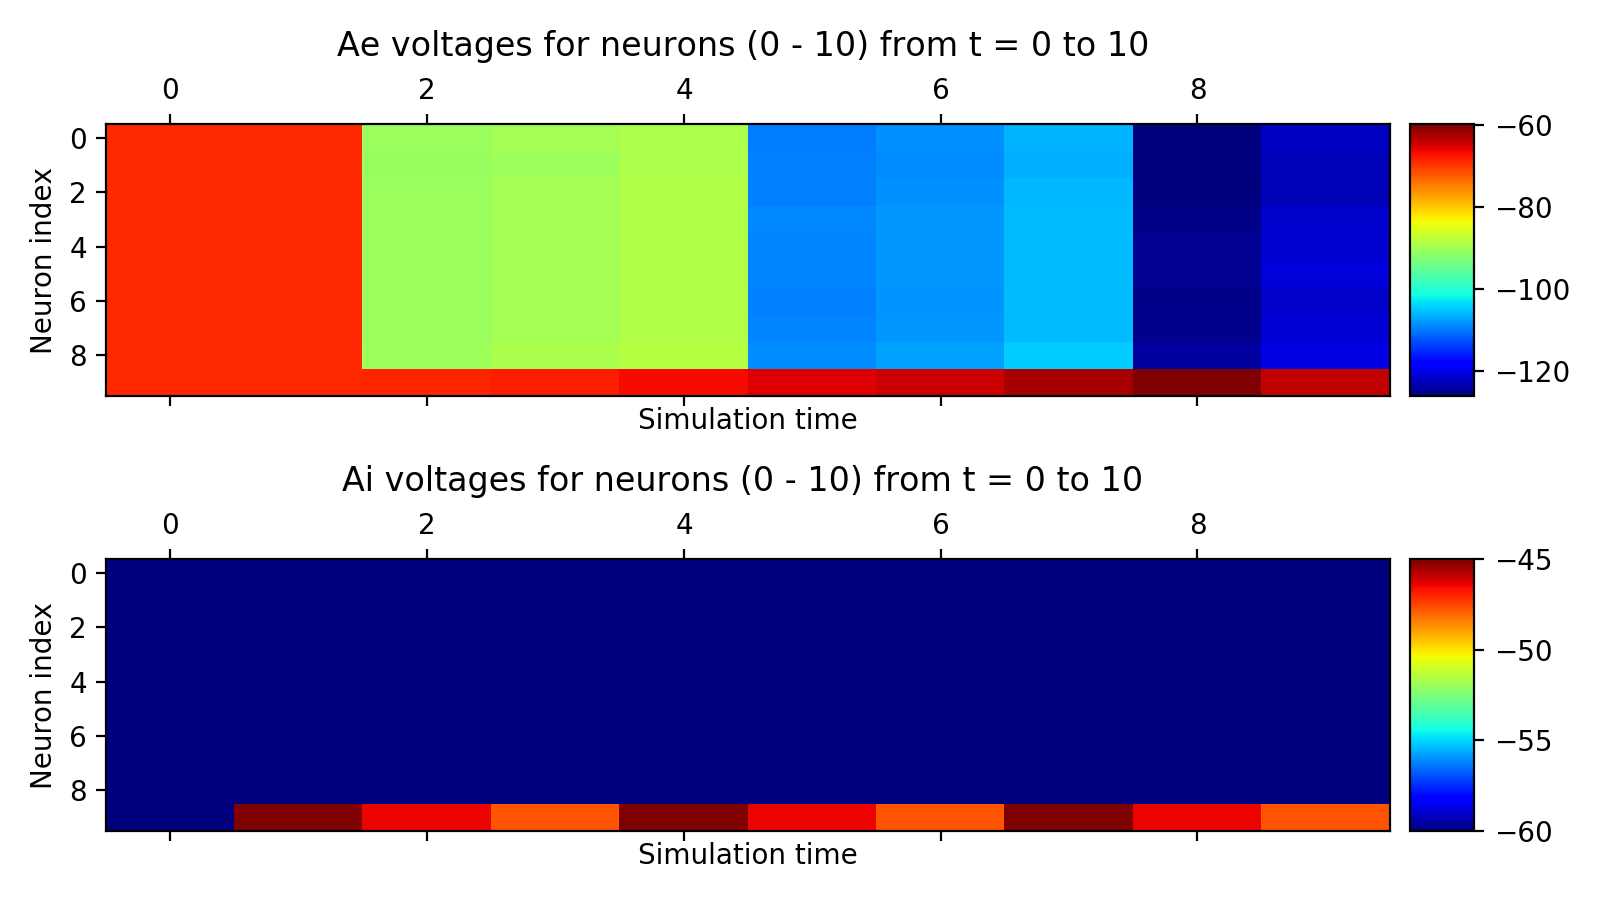 Ae voltages for neurons (0 - 10) from t = 0 to 10
0 2 4 6 8
Neuron index
0
2
4
6
8
−60
−80
−100
−120
Simulation time
Ai voltages for neurons (0 - 10) from t = 0 to 10
0 2 4 6 8
Neuron index
0
2
4
6
8
−45
−50
−55
−60
Simulation time